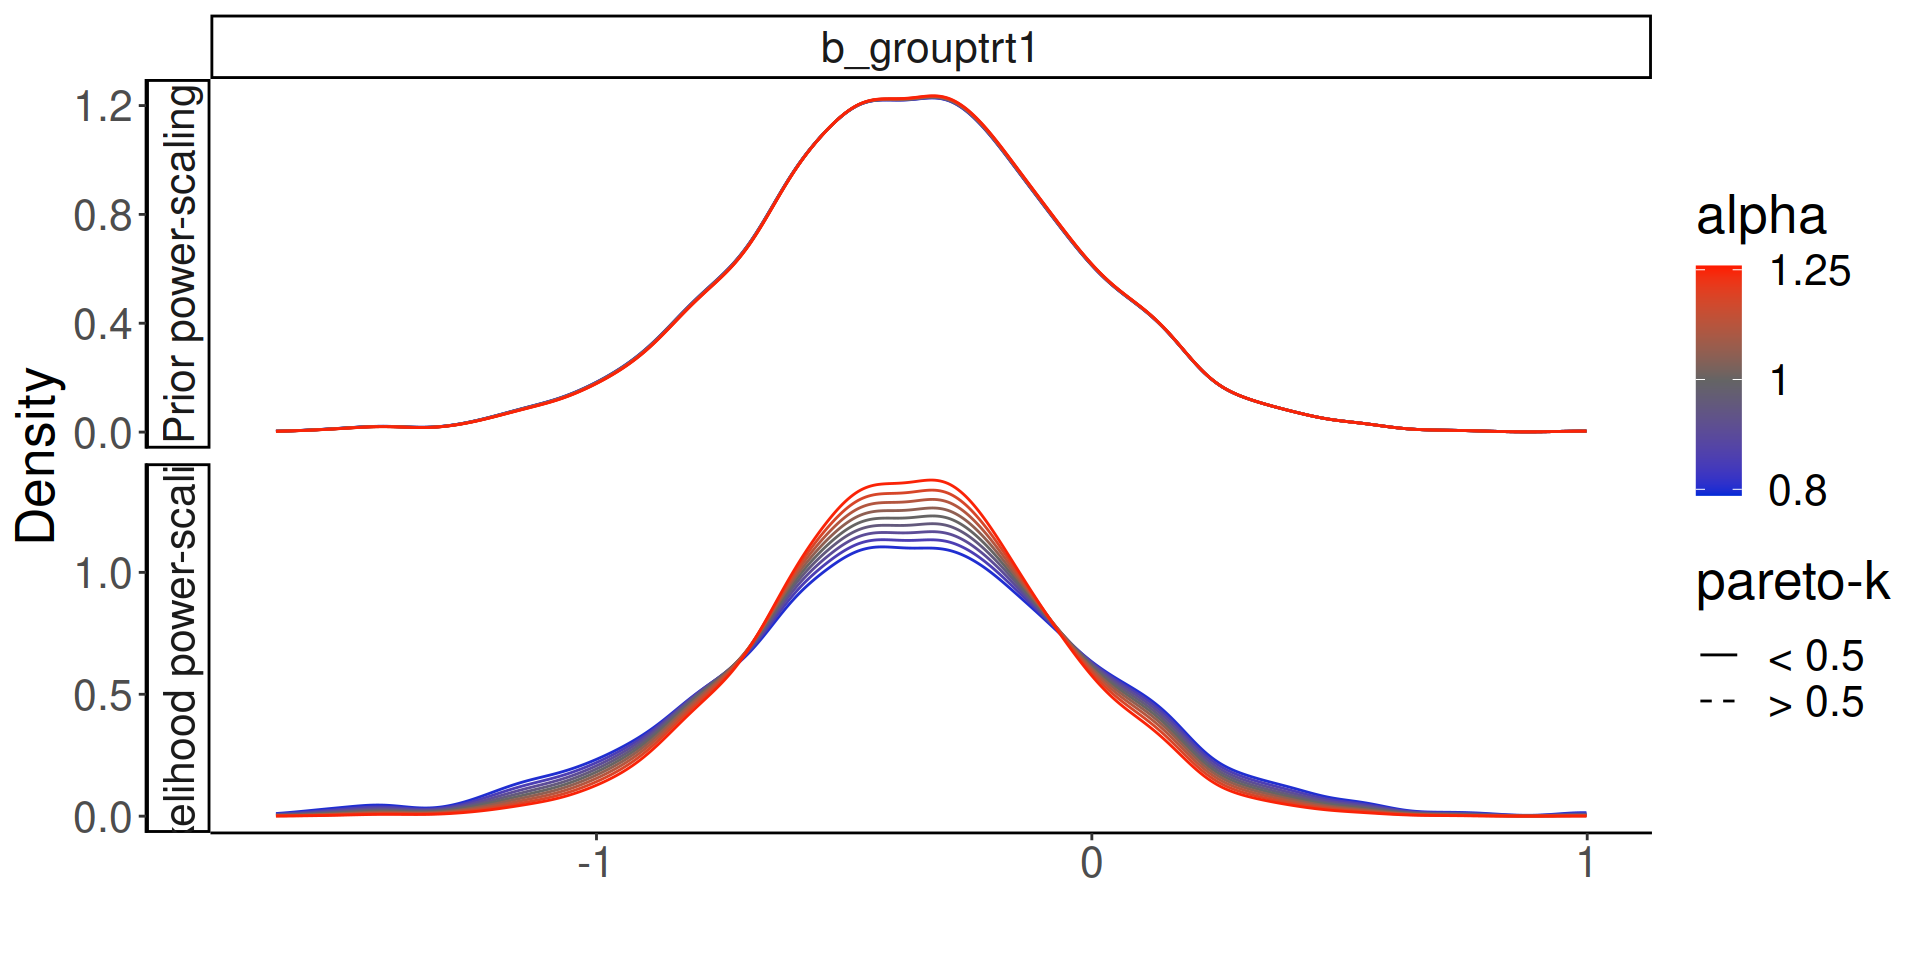 b_grouptrt1
Density
Prior power-scaling
1.2
0.8
0.4
0.0
elihood power-scali
1.0
0.5
0.0
-1 0 1
alpha
1.25
1
0.8
pareto-k
< 0.5
> 0.5